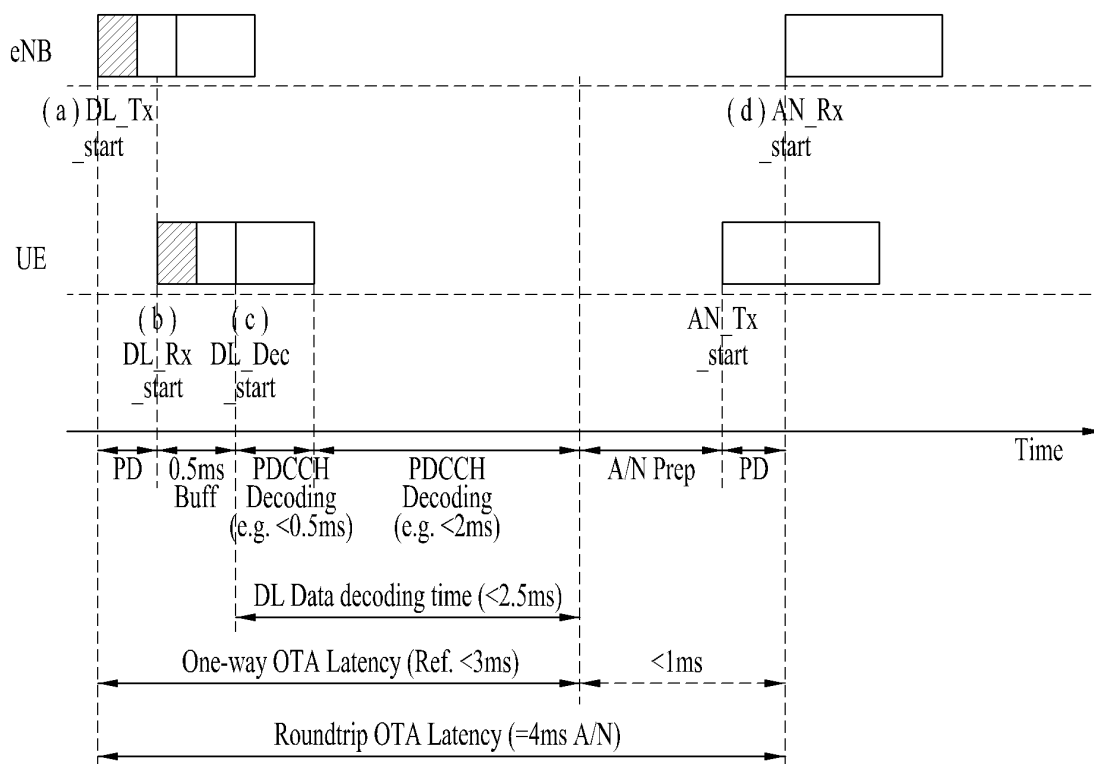 eNB
( a ) DL_Tx
_start
( d ) AN_Rx
_start
UE
( b )
DL_Rx
_start
( c )
DL_Dec
_start
AN_Tx
_start
Time
PD
0.5ms
Buff
PDCCH
Decoding
(e.g. <0.5ms)
PDCCH
Decoding
(e.g. <2ms)
A/N Prep
PD
DL Data decoding time (<2.5ms)
One-way OTA Latency (Ref. <3ms)
<1ms
Roundtrip OTA Latency (=4ms A/N)